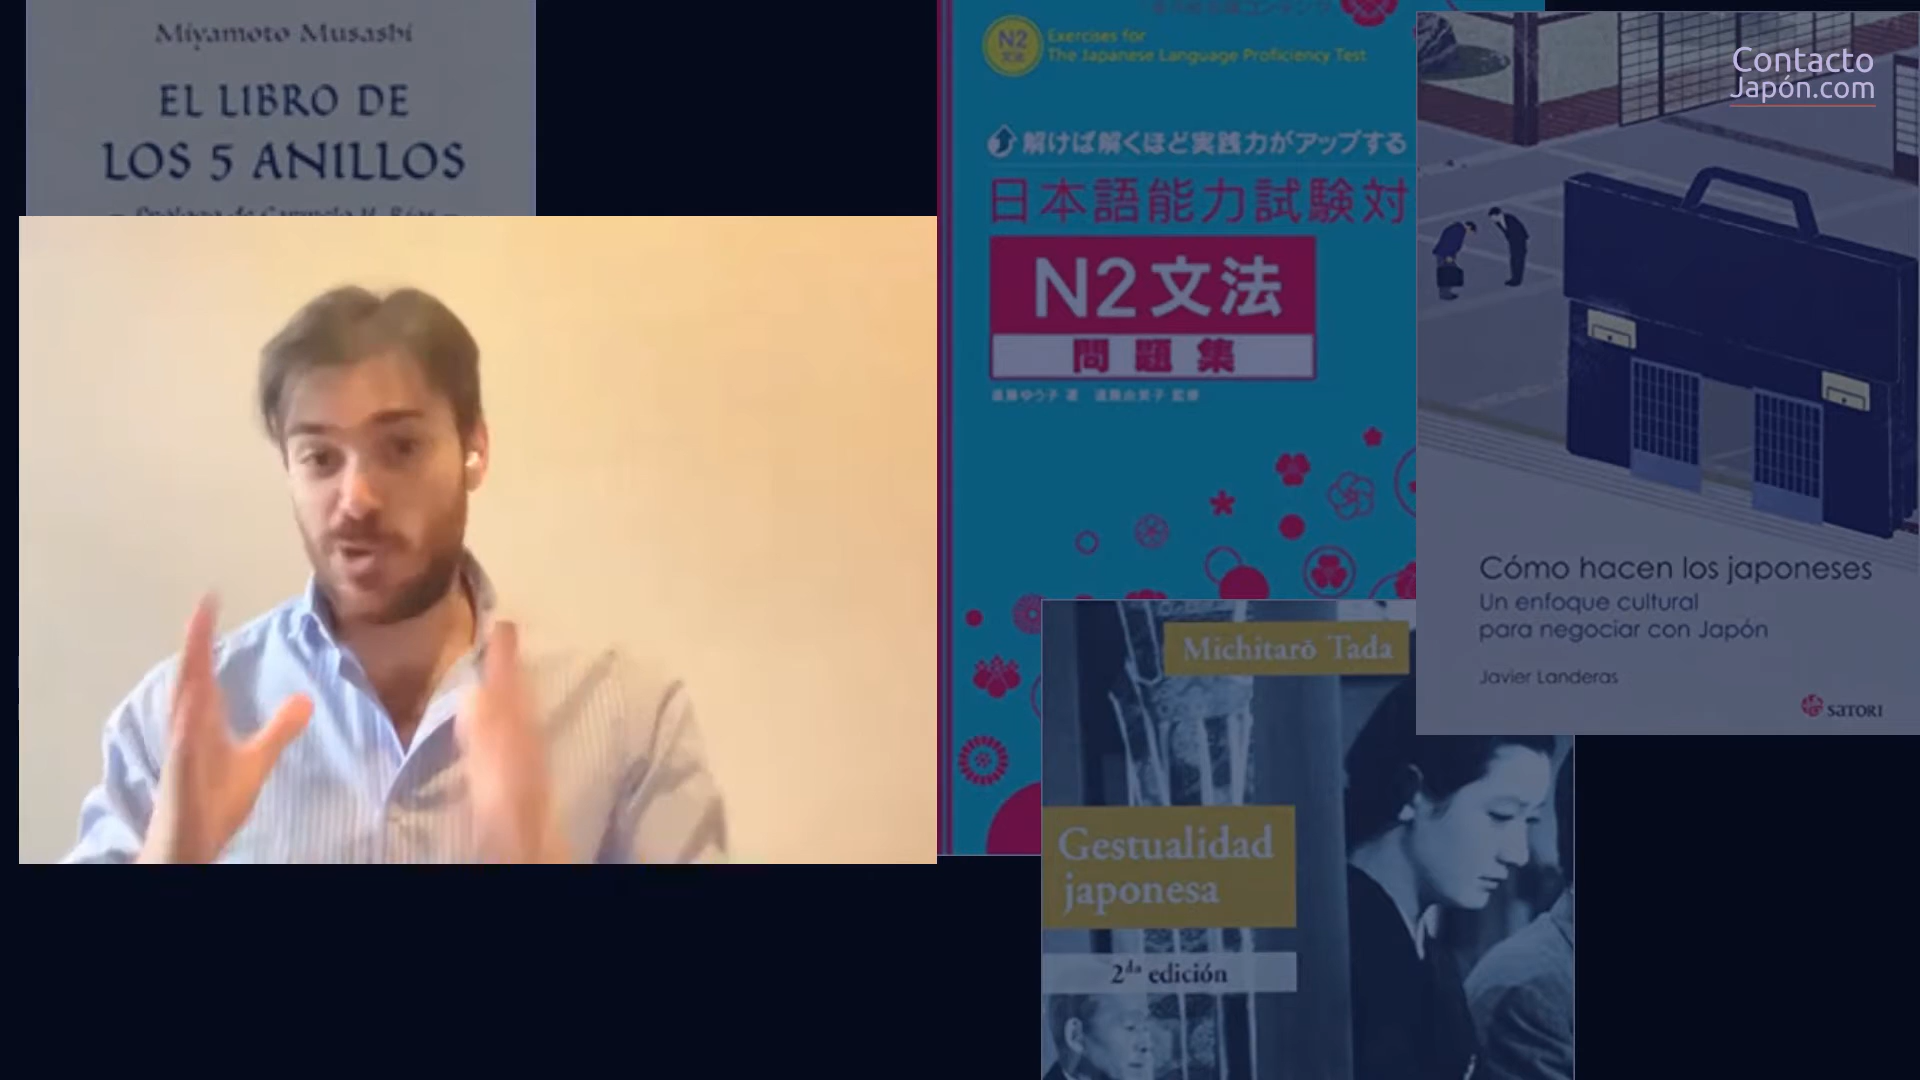 Miyamoto Musashi
EL LIBRO DE
LOS 5 ANILLOS
N2
文法
Exercises for
The Japanese Language Proficiency Test
解けば解くほど実践力がアップする
日本語能力試験対
N2文法
問題集
Contacto
Japón.com
Cómo hacen los japoneses
Un enfoque cultural
para negociar con Japón
Javier Landeras
SATORI
Michitarō Tada
Gestualidad
japonesa
2da edición